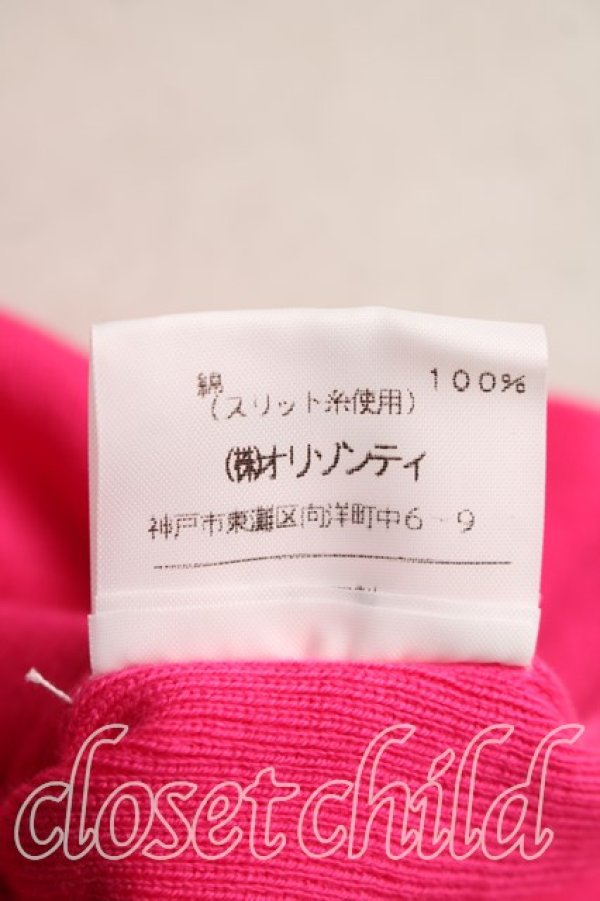 綿 100%
(スリット糸使用)
(株)オリゾンティ
神戸市東灘区向洋町中6-9
closet child